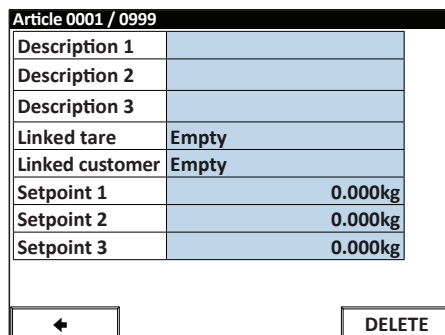 Article 0001 / 0999
Description 1
Description 2
Description 3
Linked tare Empty
Linked customer Empty
Setpoint 1 0.000kg
Setpoint 2 0.000kg
Setpoint 3 0.000kg
🡸 DELETE